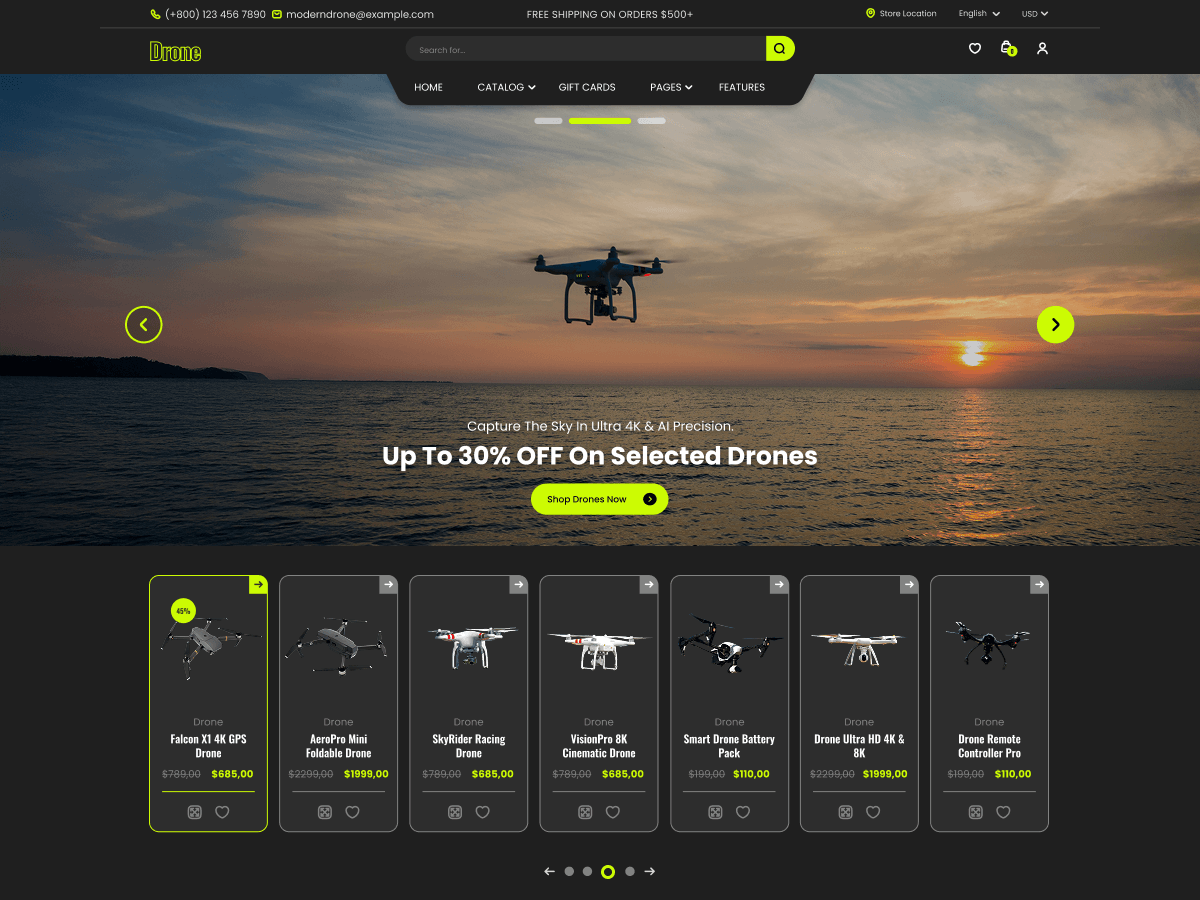 (+800) 123 456 7890 moderndrone@example.com FREE SHIPPING ON ORDERS $500+ Store Location English USD
Drone
Search for...
0
HOME CATALOG GIFT CARDS PAGES FEATURES
Capture The Sky In Ultra 4K & AI Precision.
Up To 30% OFF On Selected Drones
Shop Drones Now
45%
Drone
Falcon X1 4K GPS
Drone
$789,00 $685,00
Drone
AeroPro Mini
Foldable Drone
$2299,00 $1999,00
Drone
SkyRider Racing
Drone
$789,00 $685,00
Drone
VisionPro 8K
Cinematic Drone
$789,00 $685,00
Drone
Smart Drone Battery
Pack
$199,00 $110,00
Drone
Drone Ultra HD 4K &
8K
$2299,00 $1999,00
Drone
Drone Remote
Controller Pro
$199,00 $110,00